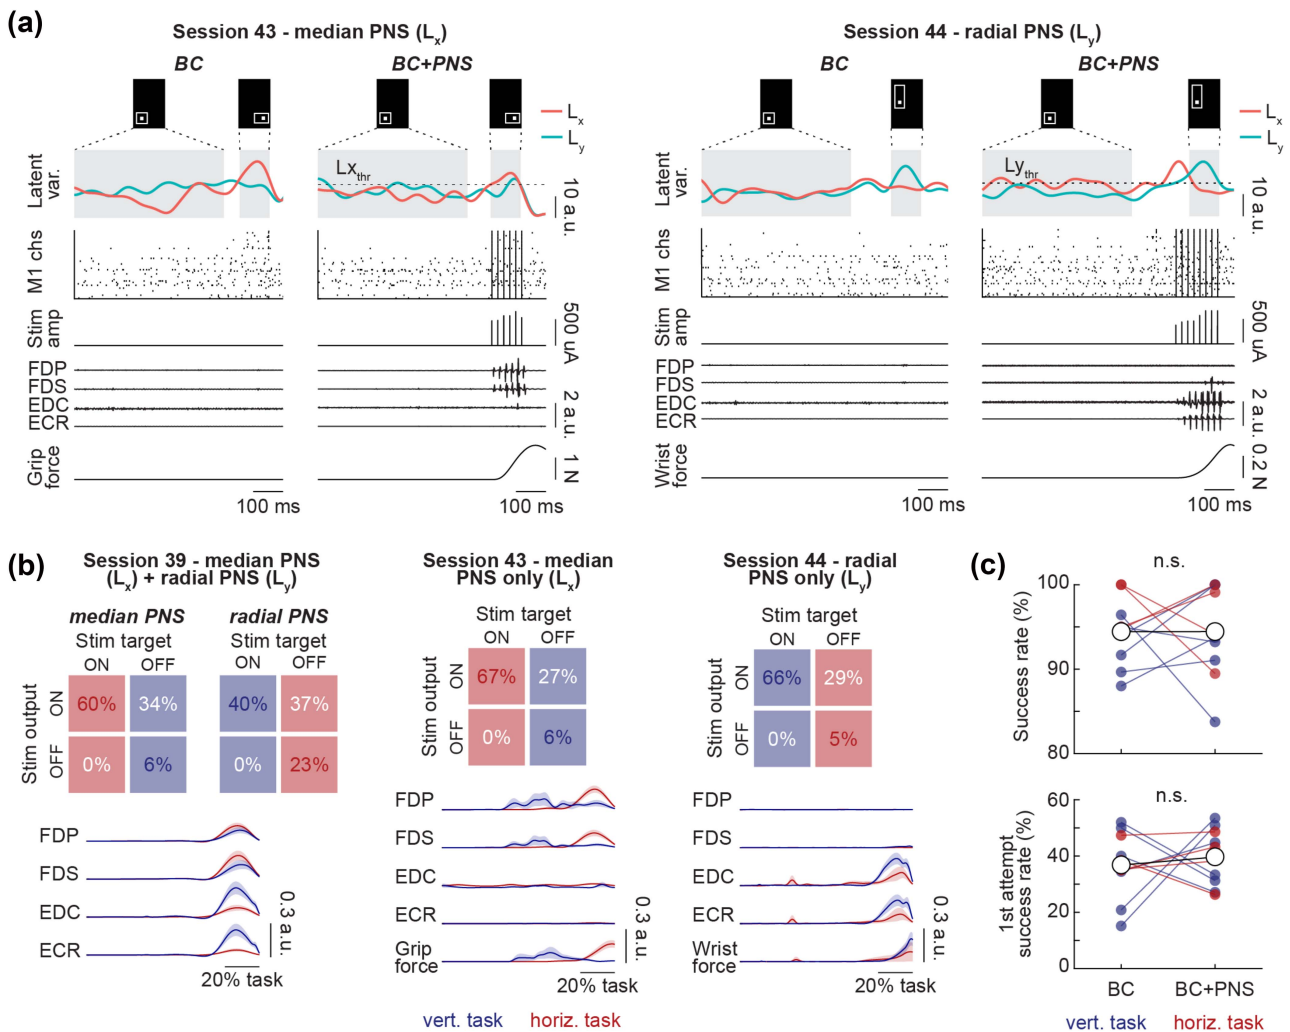 (a)
Session 43 - median PNS (Lx)
BC
BC+PNS
Lx
Ly
Latent var.
Lxthr
10 a.u.
M1 chs
Stim amp
500 uA
FDP
FDS
EDC
ECR
2 a.u.
Grip force
1 N
100 ms
100 ms
Session 44 - radial PNS (Ly)
BC
BC+PNS
Lx
Ly
Latent var.
Lythr
10 a.u.
M1 chs
Stim amp
500 uA
FDP
FDS
EDC
ECR
2 a.u.
Wrist force
0.2 N
100 ms
100 ms
(b)
Session 39 - median PNS
(Lx) + radial PNS (Ly)
median PNS
radial PNS
Stim target
Stim target
ON OFF
ON OFF
Stim output
ON
OFF
60% 34%
0% 6%
40% 37%
0% 23%
FDP
FDS
EDC
ECR
0.3 a.u.
20% task
Session 43 - median
PNS only (Lx)
Stim target
ON OFF
Stim output
ON
OFF
67% 27%
0% 6%
FDP
FDS
EDC
ECR
Grip
force
0.3 a.u.
20% task
Session 44 - radial
PNS only (Ly)
Stim target
ON OFF
Stim output
ON
OFF
66% 29%
0% 5%
FDP
FDS
EDC
ECR
Wrist
force
0.3 a.u.
20% task
vert. task
horiz. task
(c)
n.s.
Success rate (%)
100
90
80
n.s.
1st attempt
success rate (%)
60
40
20
0
BC
BC+PNS
vert. task
horiz. task